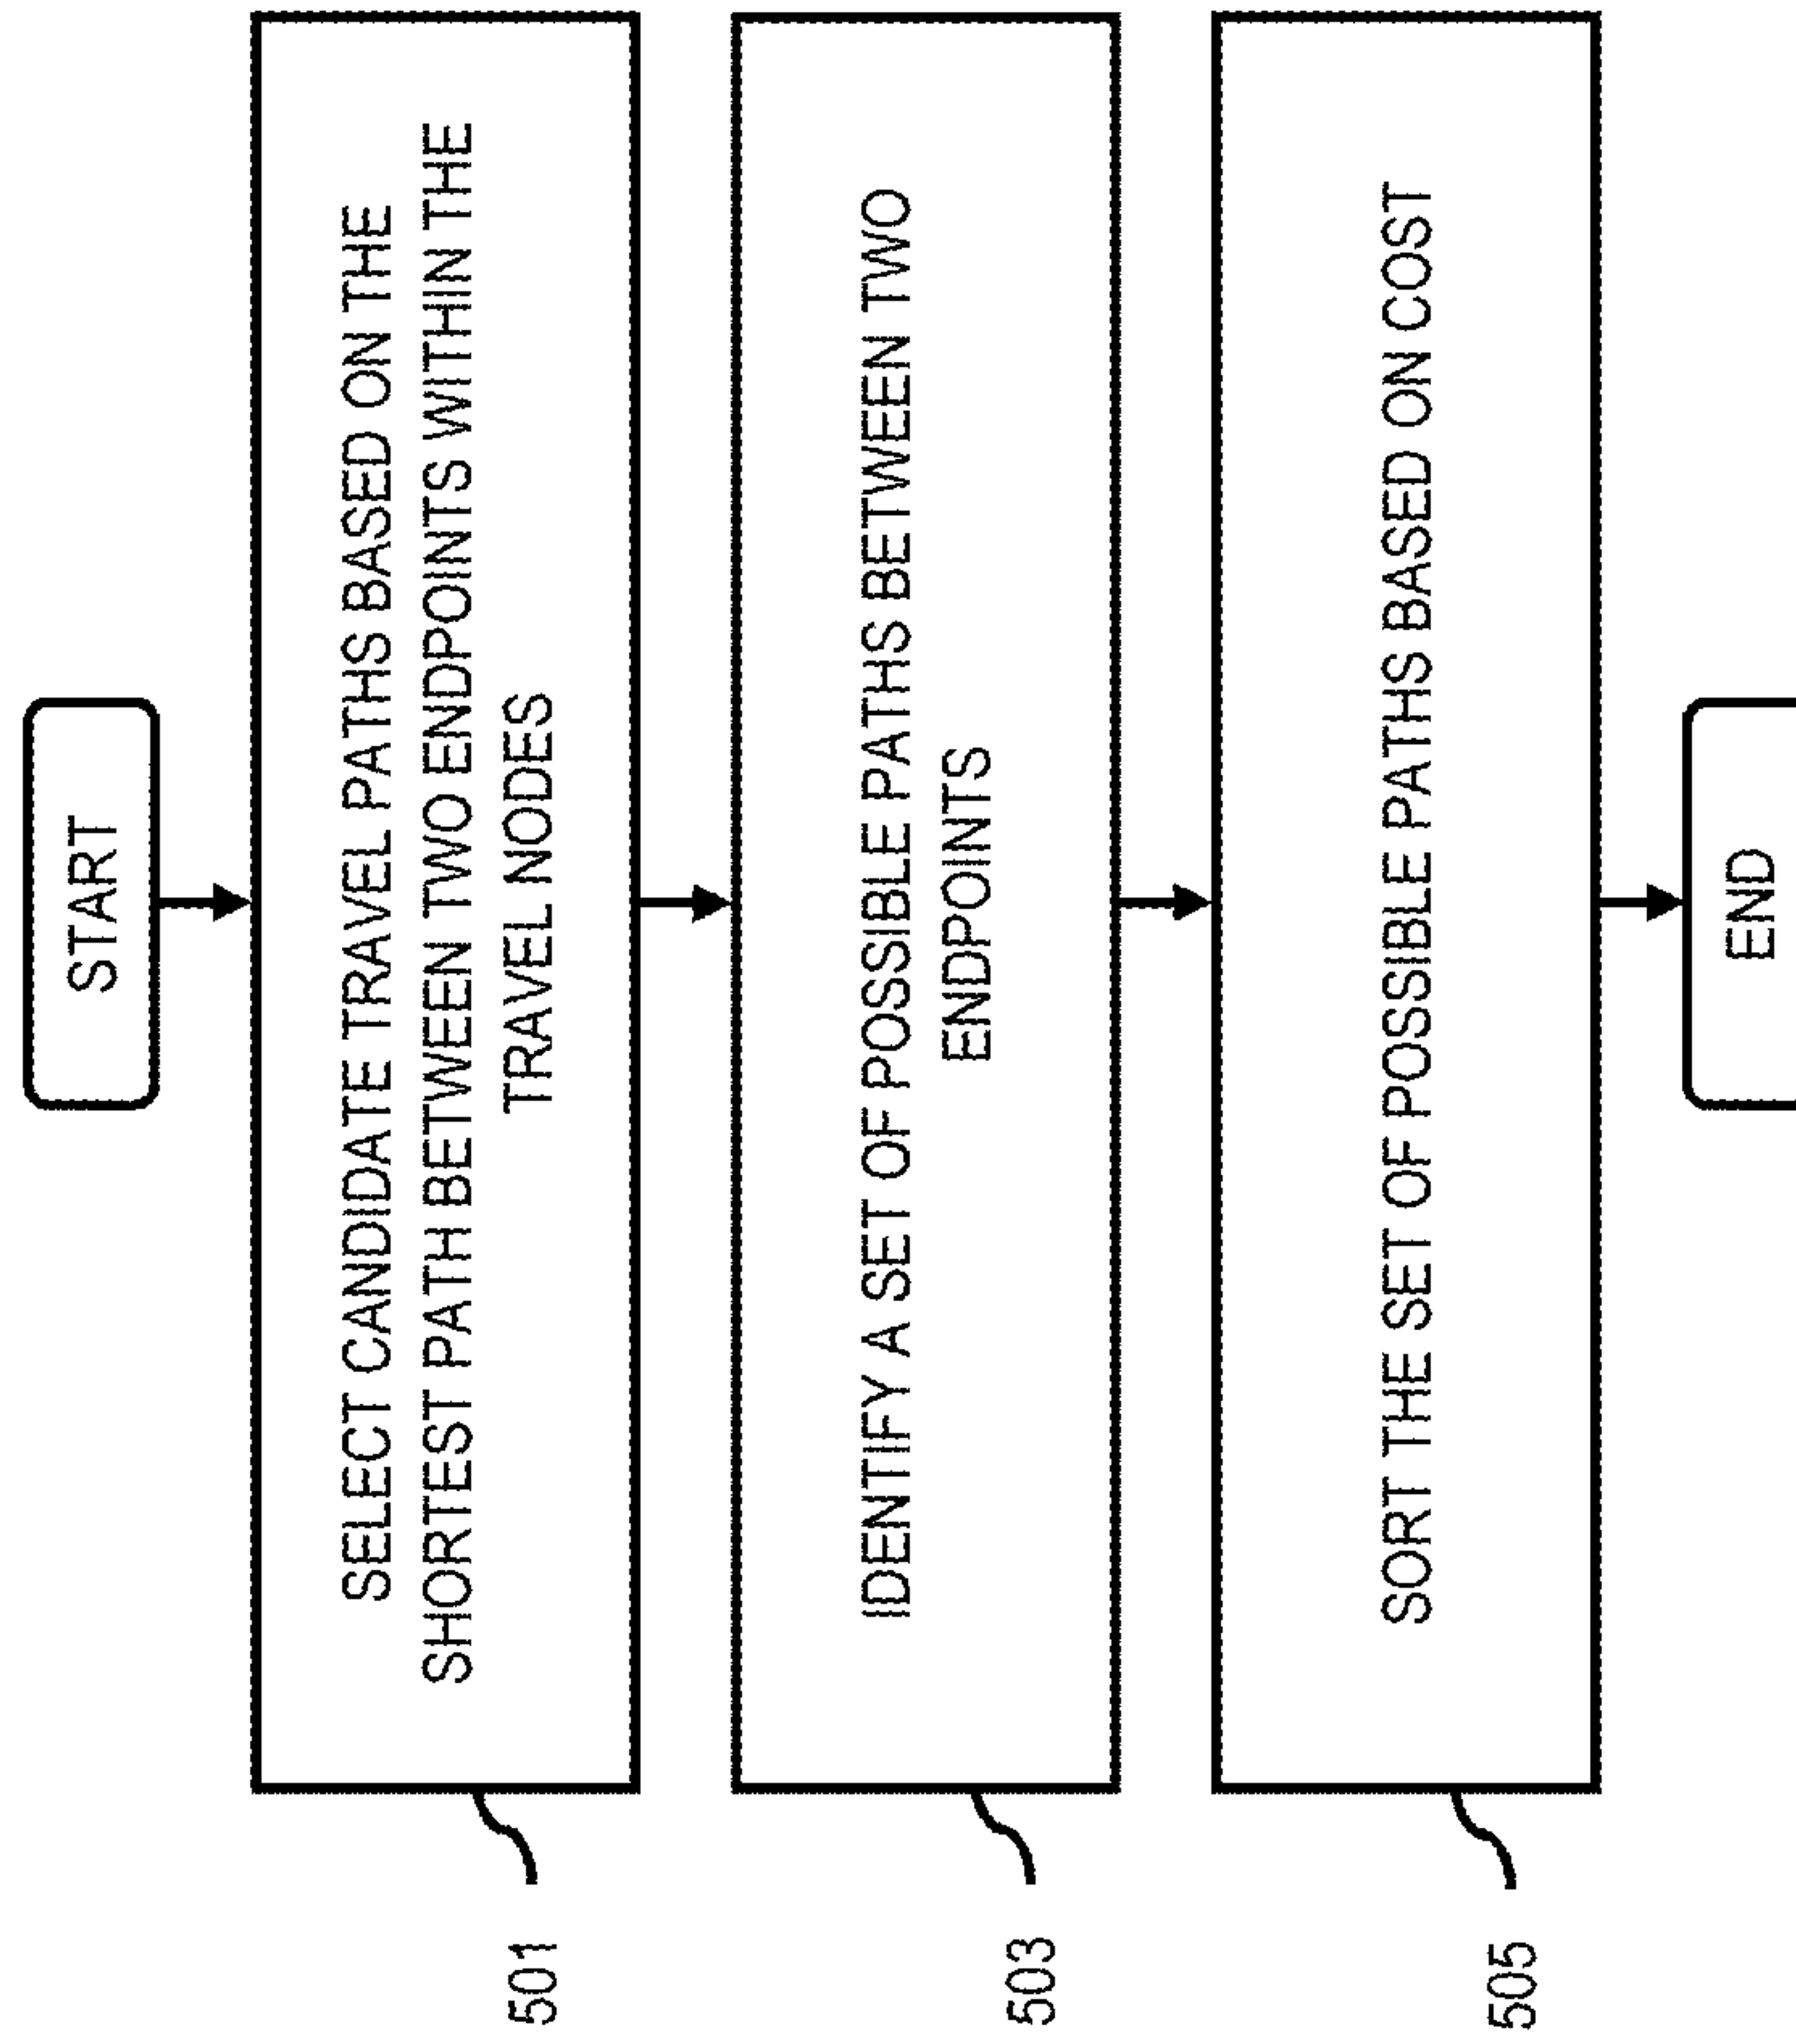 START
SELECT CANDIDATE TRAVEL PATHS BASED ON THE
SHORTEST PATH BETWEEN TWO ENDPOINTS WITHIN THE
TRAVEL NODES
501
IDENTIFY A SET OF POSSIBLE PATHS BETWEEN TWO
ENDPOINTS
503
SORT THE SET OF POSSIBLE PATHS BASED ON COST
505
END